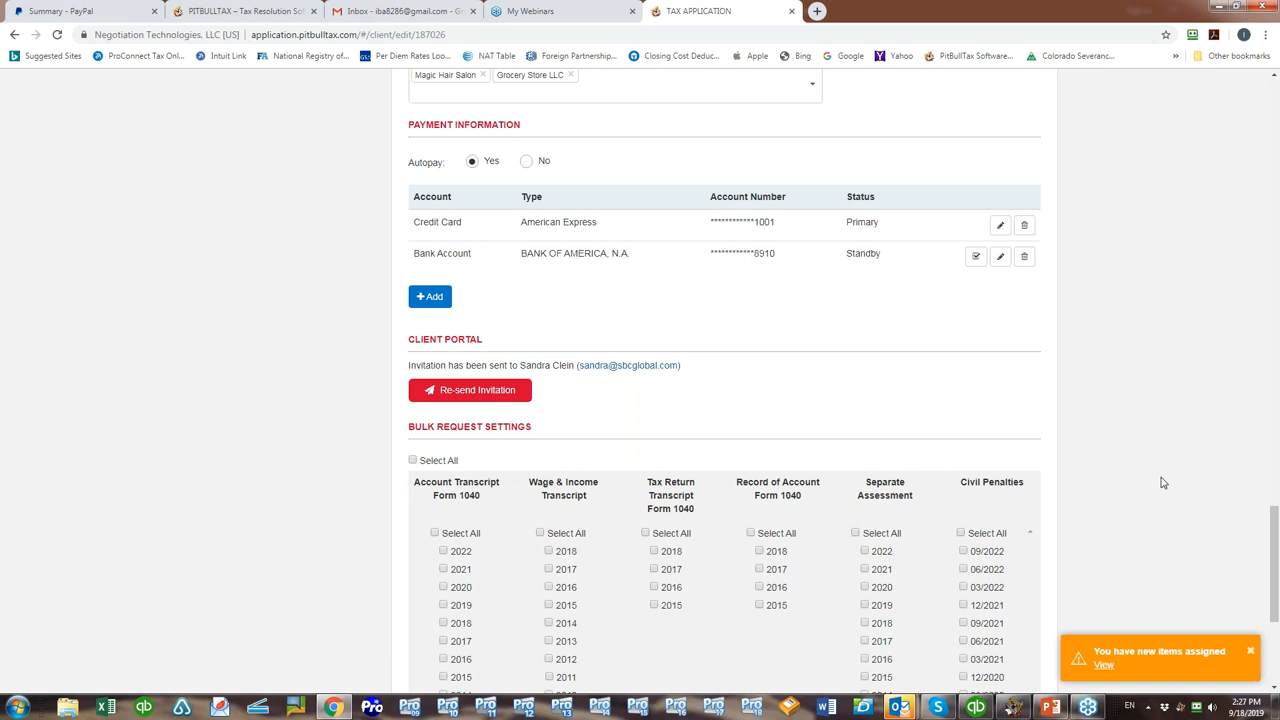 Summary - PayPal
PITBULLTAX – Tax Resolution Sof
Inbox - iba8286@gmail.com - G
My Webinars
TAX APPLICATION
Negotiation Technologies, LLC [US] application.pitbulltax.com/#/client/edit/187026
Suggested Sites ProConnect Tax Onl... Intuit Link National Registry of... Per Diem Rates Loo... NAT Table Foreign Partnership... Closing Cost Deduc... Apple Bing Google Yahoo PitBullTax Software... Colorado Severanc... » Other bookmarks
Magic Hair Salon × Grocery Store LLC ×
PAYMENT INFORMATION
Autopay: Yes No
Account Type Account Number Status
Credit Card American Express ************1001 Primary
Bank Account BANK OF AMERICA, N.A. ************8910 Standby
+ Add
CLIENT PORTAL
Invitation has been sent to Sandra Clein (sandra@sbcglobal.com)
Re-send Invitation
BULK REQUEST SETTINGS
Select All
Account Transcript Form 1040
Wage & Income Transcript
Tax Return Transcript Form 1040
Record of Account Form 1040
Separate Assessment
Civil Penalties
Select All Select All Select All Select All Select All Select All
2022 2018 2018 2018 2022 09/2022
2021 2017 2017 2017 2021 06/2022
2020 2016 2016 2016 2020 03/2022
2019 2015 2015 2015 2019 12/2021
2018 2014 2018 09/2021
2017 2013 2017 06/2021
2016 2012 2016 03/2021
2015 2011 2015 12/2020
You have new items assigned
View
EN
2:27 PM
9/18/2019